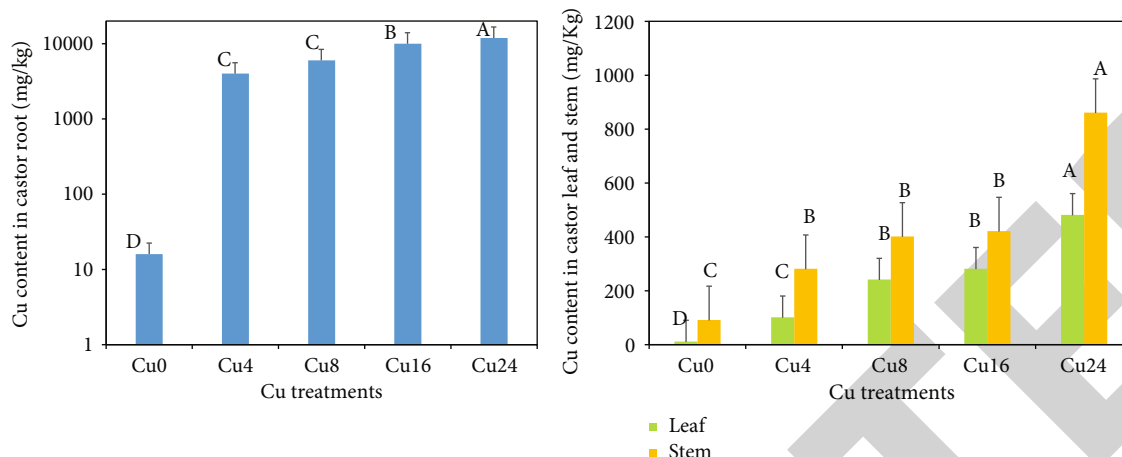 Cu content in castor root (mg/kg)
10000
1000
100
10
1
D
C
C
B
A
Cu0 Cu4 Cu8 Cu16 Cu24
Cu treatments
Cu content in castor leaf and stem (mg/Kg)
1200
1000
800
600
400
200
0
D C C B B B B B A A
Cu0 Cu4 Cu8 Cu16 Cu24
Cu treatments
Leaf
Stem